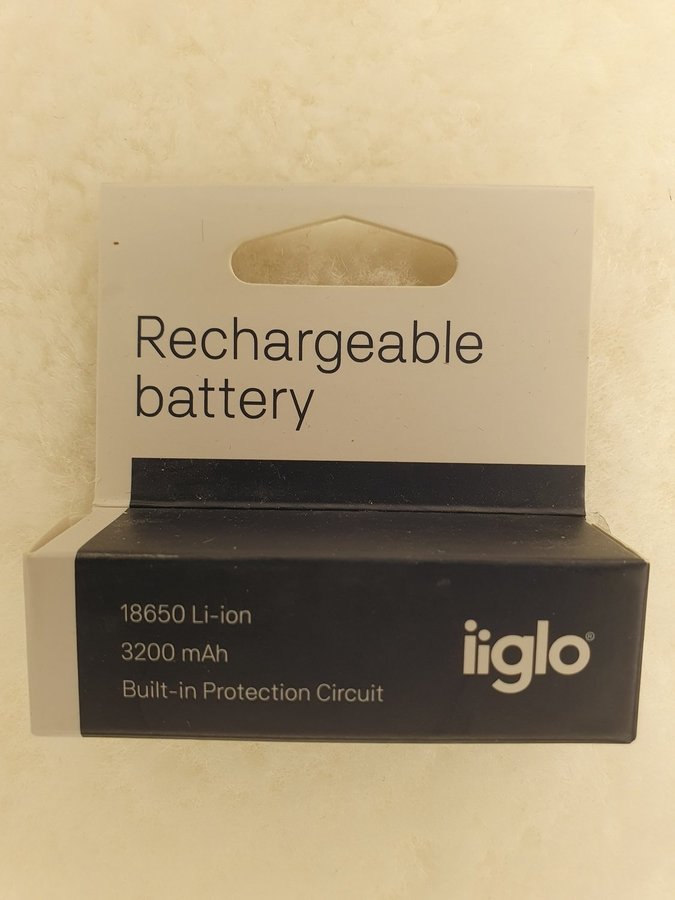 Rechargeable
battery
18650 Li-ion
3200 mAh
Built-in Protection Circuit
iiglo®